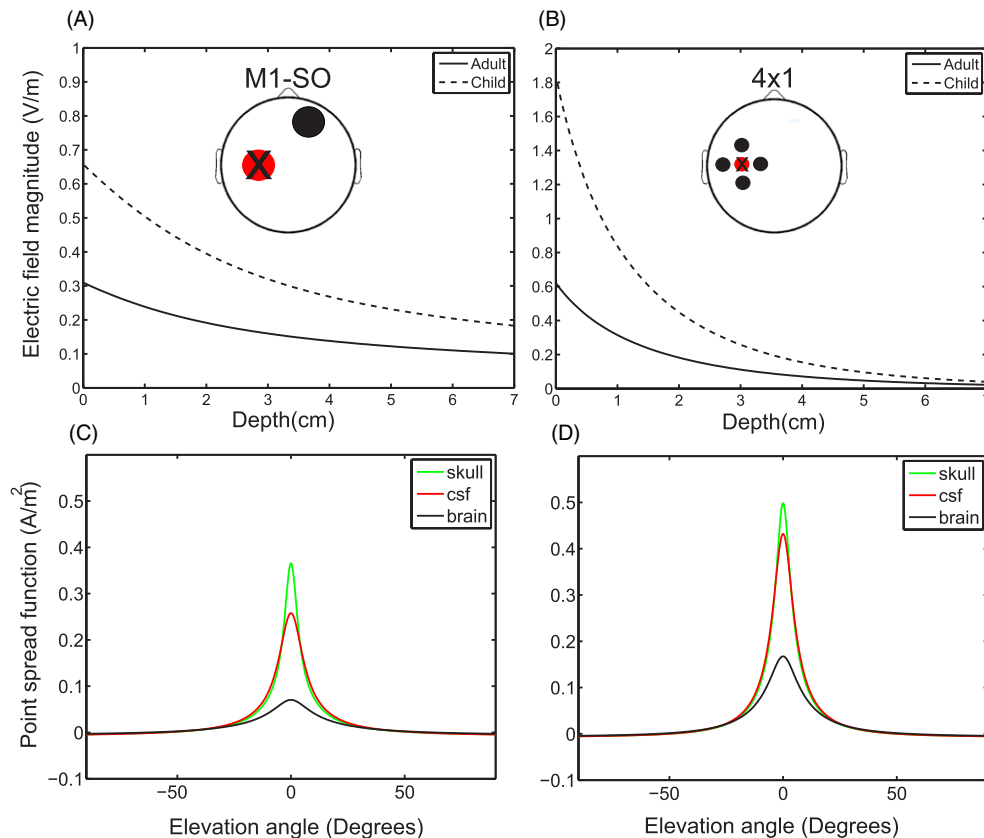 (A)
M1-SO
Adult
Child
X
Electric field magnitude (V/m)
1
0.9
0.8
0.7
0.6
0.5
0.4
0.3
0.2
0.1
0
0 1 2 3 4 5 6 7
Depth(cm)
(B)
4x1
Adult
Child
X
2
1.8
1.6
1.4
1.2
1
0.8
0.6
0.4
0.2
0
0 1 2 3 4 5 6 7
Depth(cm)
(C)
skull
csf
brain
Point spread function (A/m²)
0.5
0.4
0.3
0.2
0.1
0
−0.1
−50 0 50
Elevation angle (Degrees)
(D)
skull
csf
brain
0.5
0.4
0.3
0.2
0.1
0
−0.1
−50 0 50
Elevation angle (Degrees)